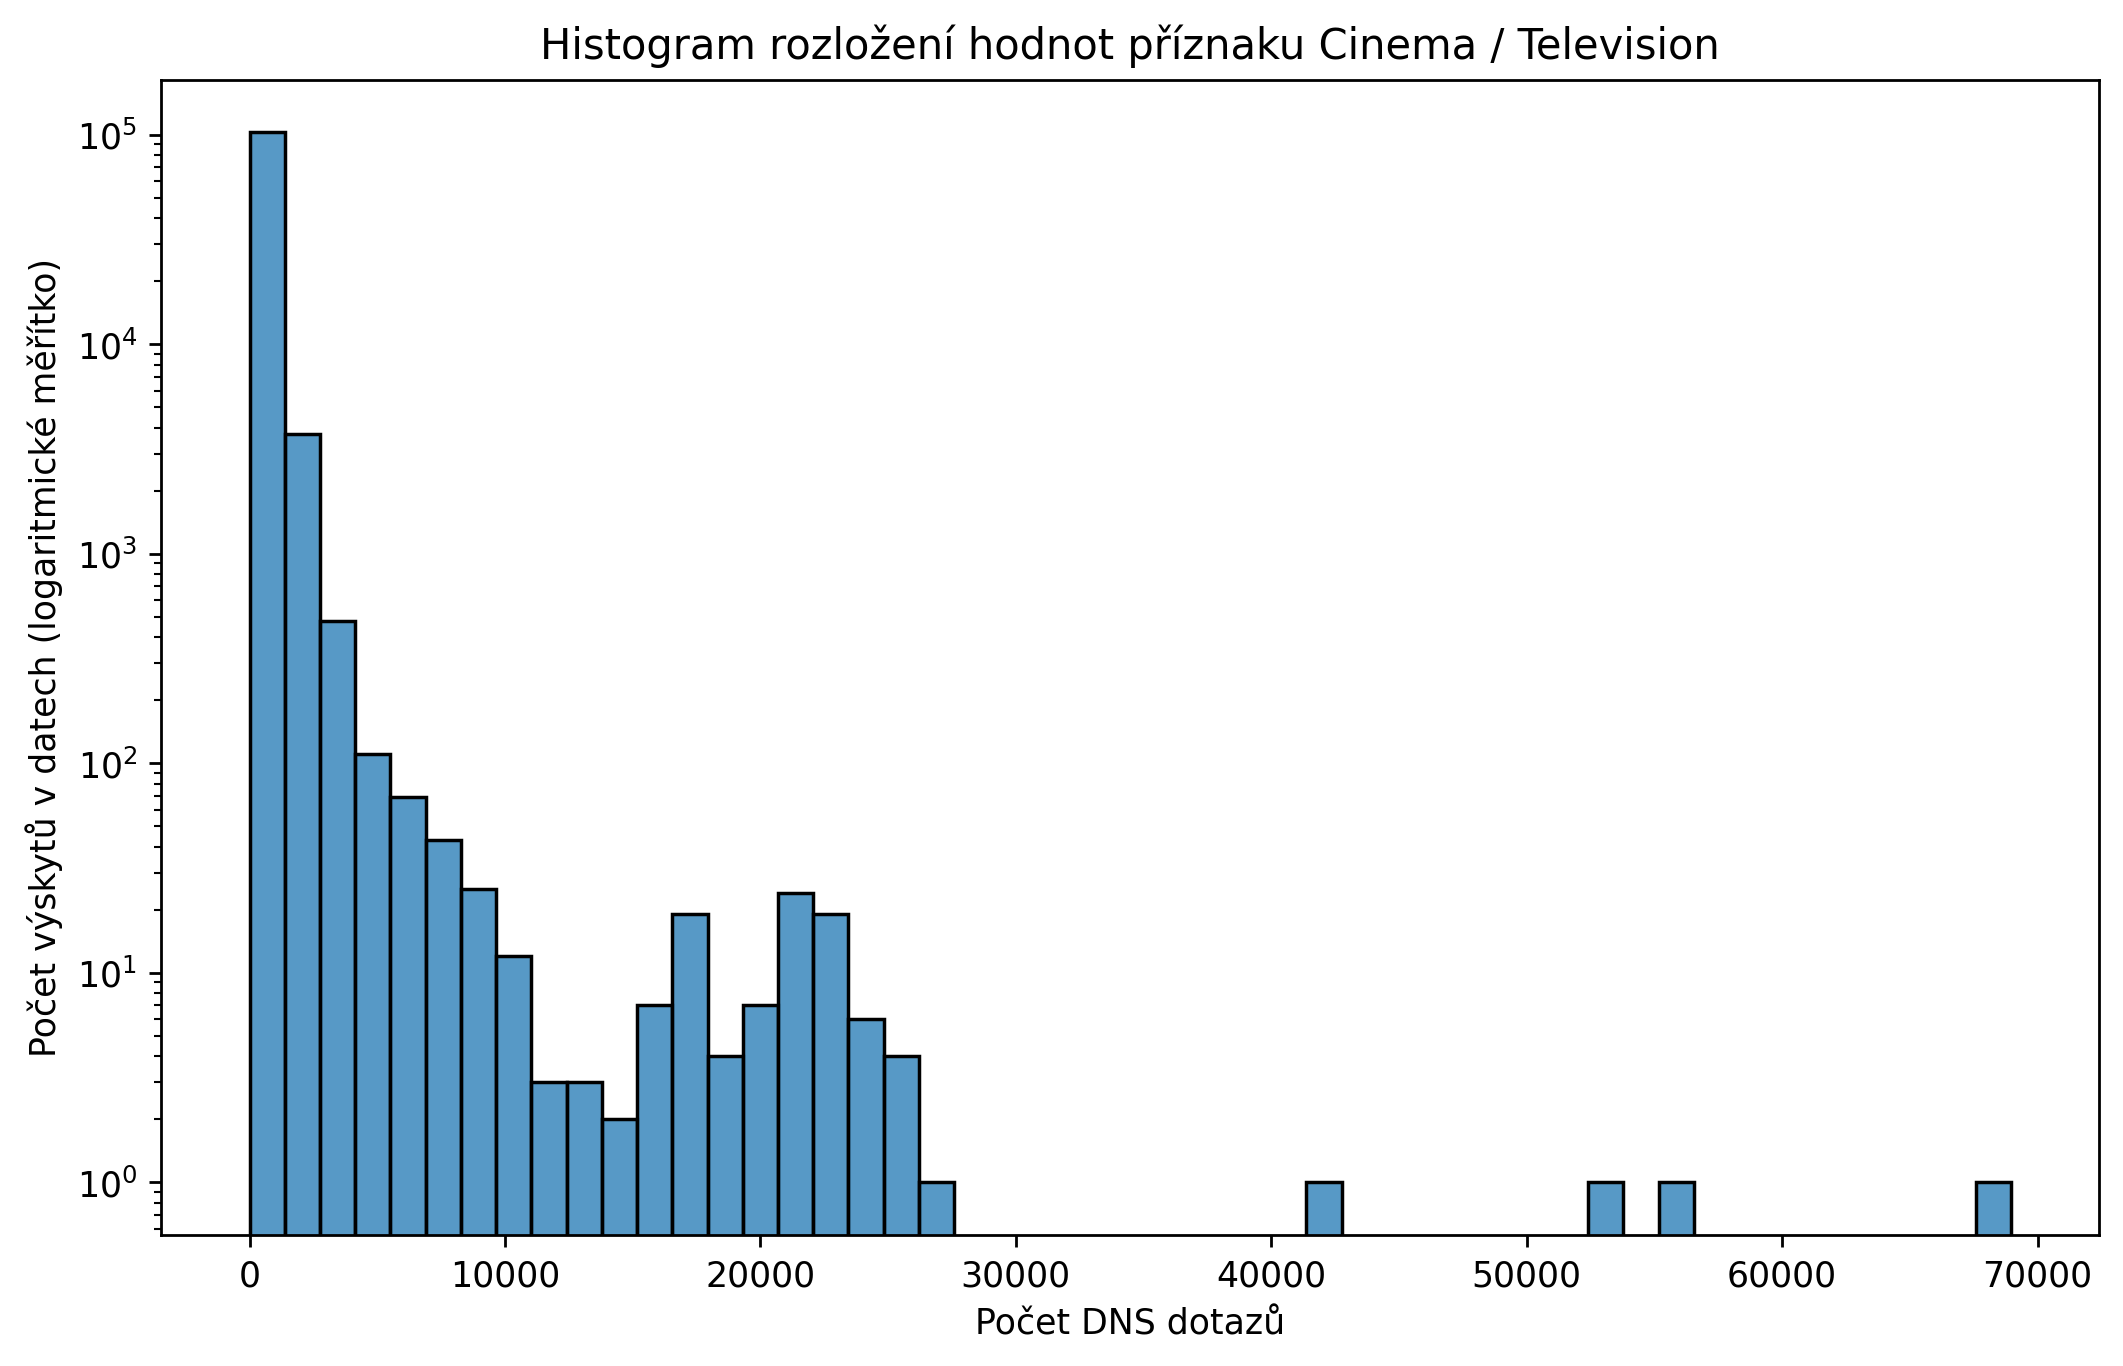 Histogram rozložení hodnot příznaku Cinema / Television
Počet výskytů v datech (logaritmické měřítko)
10⁵
10⁴
10³
10²
10¹
10⁰
0 10000 20000 30000 40000 50000 60000 70000
Počet DNS dotazů